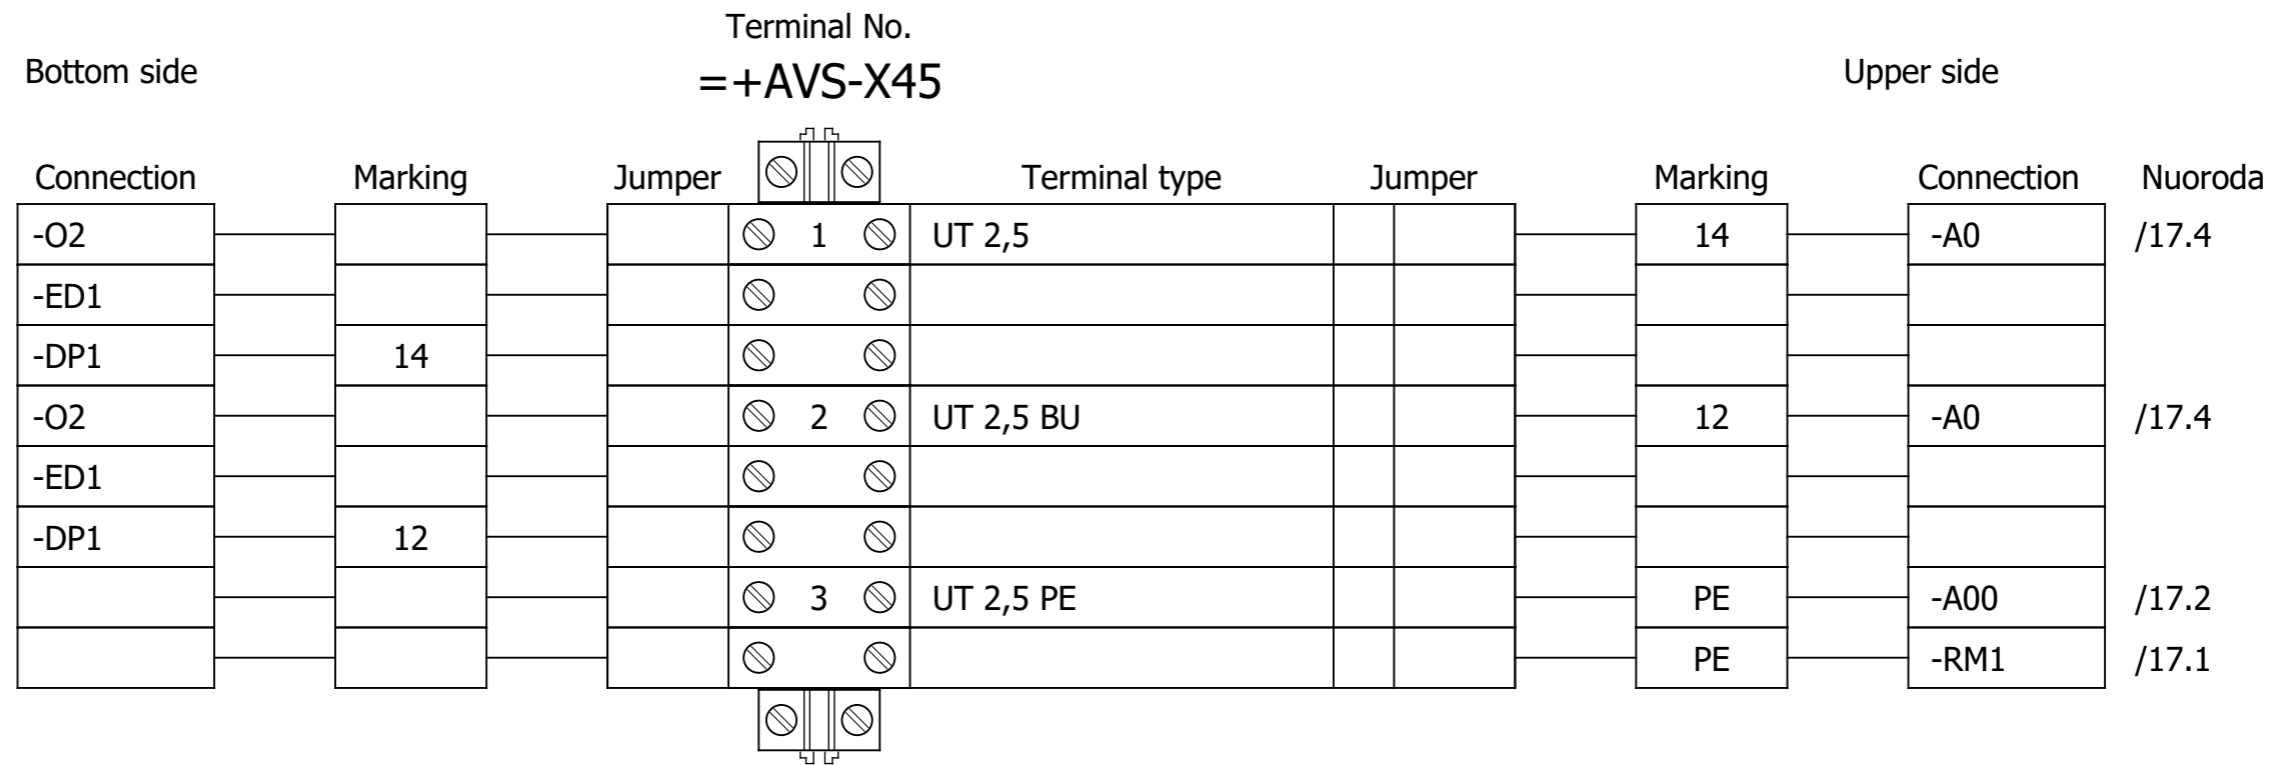 Terminal No.
Bottom side =+AVS-X45 Upper side
Connection Marking Jumper Terminal type Jumper Marking Connection Nuoroda
-O2 1 UT 2,5 14 -A0 /17.4
-ED1
-DP1 14
-O2 2 UT 2,5 BU 12 -A0 /17.4
-ED1
-DP1 12
3 UT 2,5 PE PE -A00 /17.2
PE -RM1 /17.1